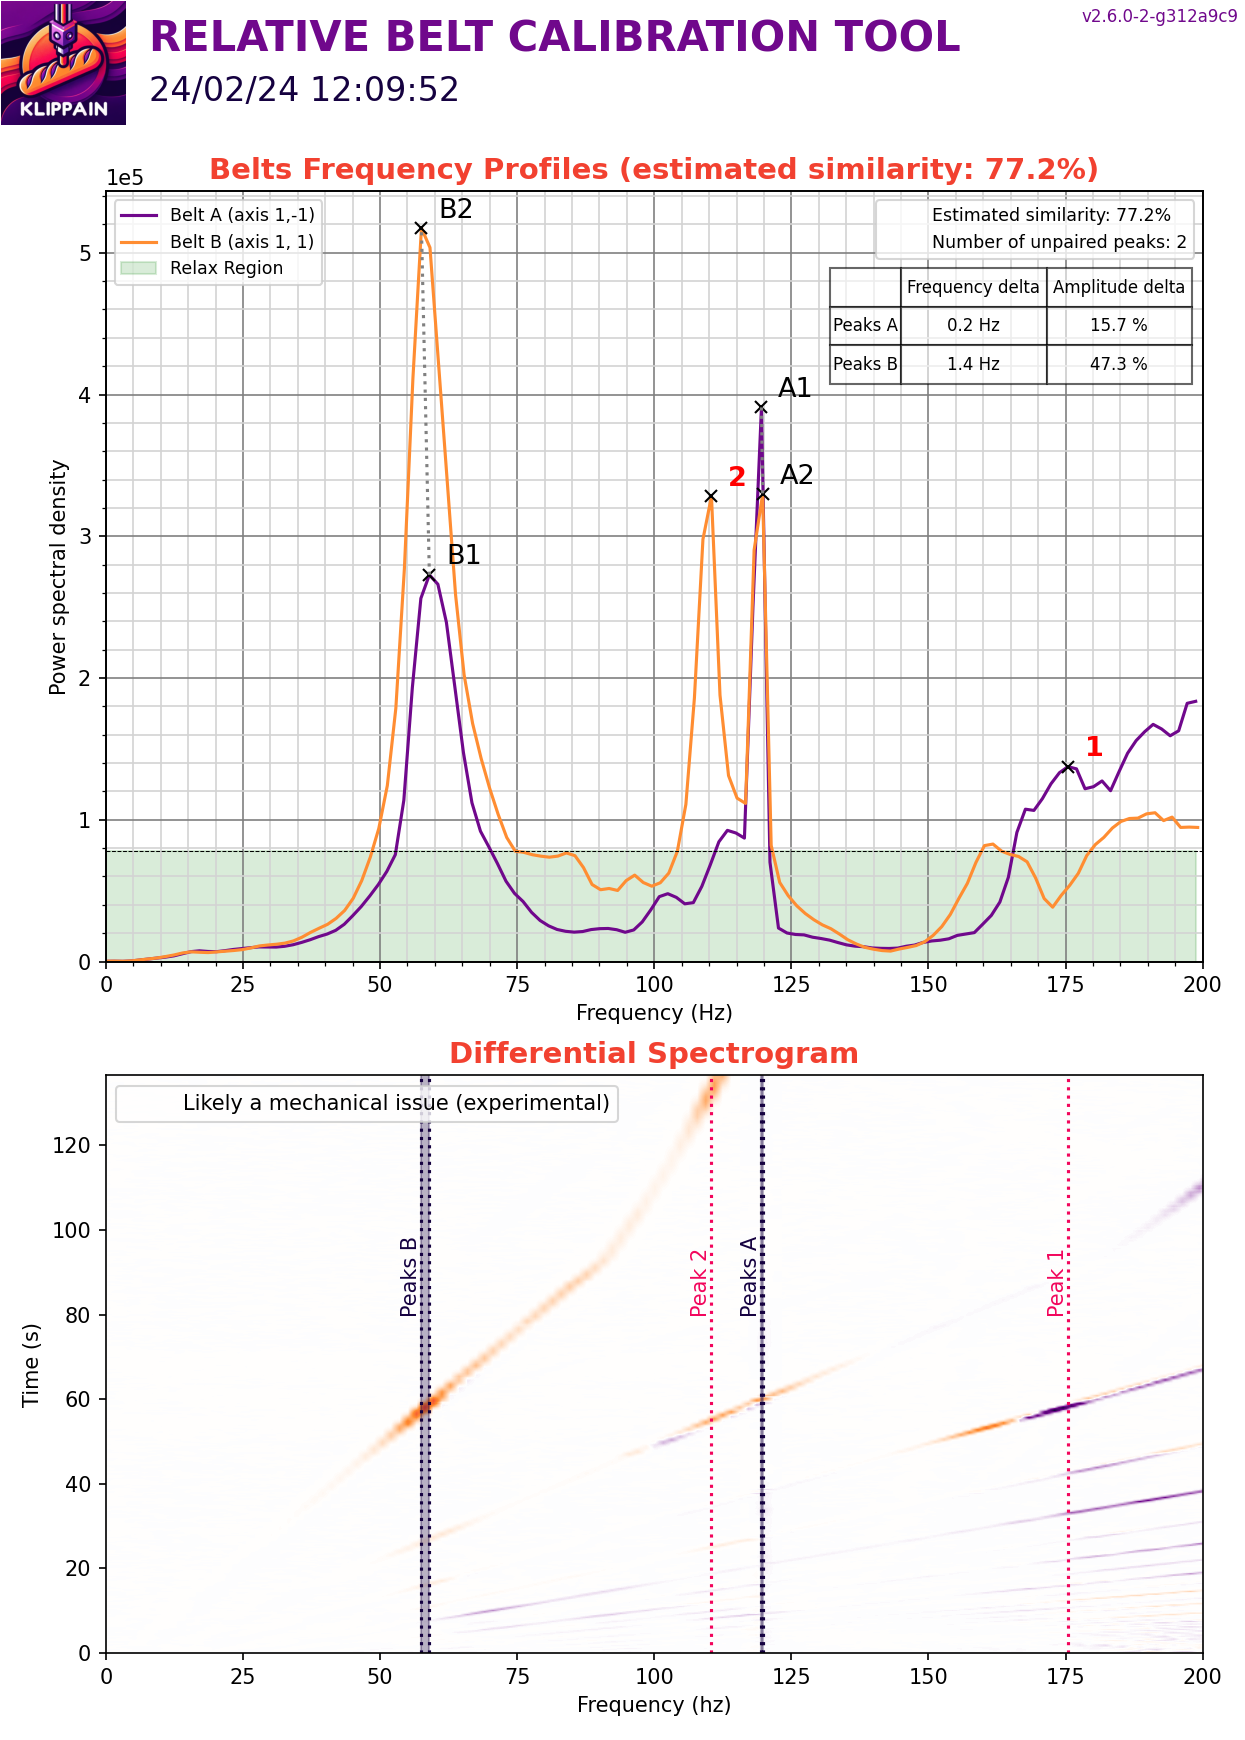 KLIPPAIN
RELATIVE BELT CALIBRATION TOOL
v2.6.0-2-g312a9c9
24/02/24 12:09:52
Belts Frequency Profiles (estimated similarity: 77.2%)
1e5
Belt A (axis 1,-1)
Belt B (axis 1, 1)
Relax Region
Estimated similarity: 77.2%
Number of unpaired peaks: 2
Frequency delta Amplitude delta
Peaks A 0.2 Hz 15.7 %
Peaks B 1.4 Hz 47.3 %
B2
A1
2
A2
B1
1
Power spectral density
5
4
3
2
1
0
0 25 50 75 100 125 150 175 200
Frequency (Hz)
Differential Spectrogram
Likely a mechanical issue (experimental)
Peaks B
Peak 2
Peaks A
Peak 1
Time (s)
120
100
80
60
40
20
0
0 25 50 75 100 125 150 175 200
Frequency (hz)